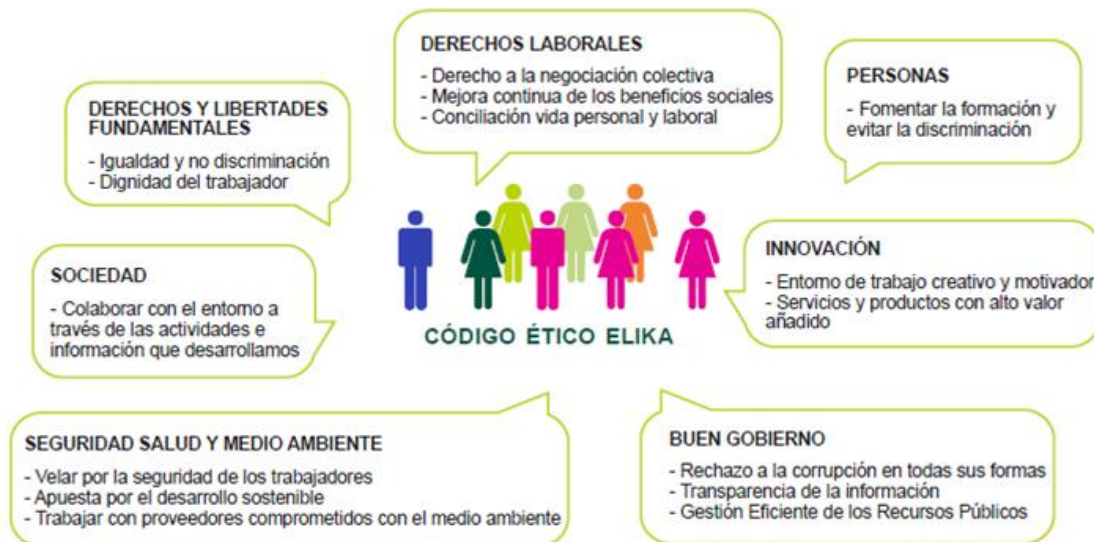 DERECHOS LABORALES
- Derecho a la negociación colectiva
- Mejora continua de los beneficios sociales
- Conciliación vida personal y laboral
PERSONAS
- Fomentar la formación y
evitar la discriminación
DERECHOS Y LIBERTADES
FUNDAMENTALES
- Igualdad y no discriminación
- Dignidad del trabajador
SOCIEDAD
- Colaborar con el entorno a
través de las actividades e
información que desarrollamos
INNOVACIÓN
- Entorno de trabajo creativo y motivador
- Servicios y productos con alto valor
añadido
CÓDIGO ÉTICO ELIKA
SEGURIDAD SALUD Y MEDIO AMBIENTE
- Velar por la seguridad de los trabajadores
- Apuesta por el desarrollo sostenible
- Trabajar con proveedores comprometidos con el medio ambiente
BUEN GOBIERNO
- Rechazo a la corrupción en todas sus formas
- Transparencia de la información
- Gestión Eficiente de los Recursos Públicos